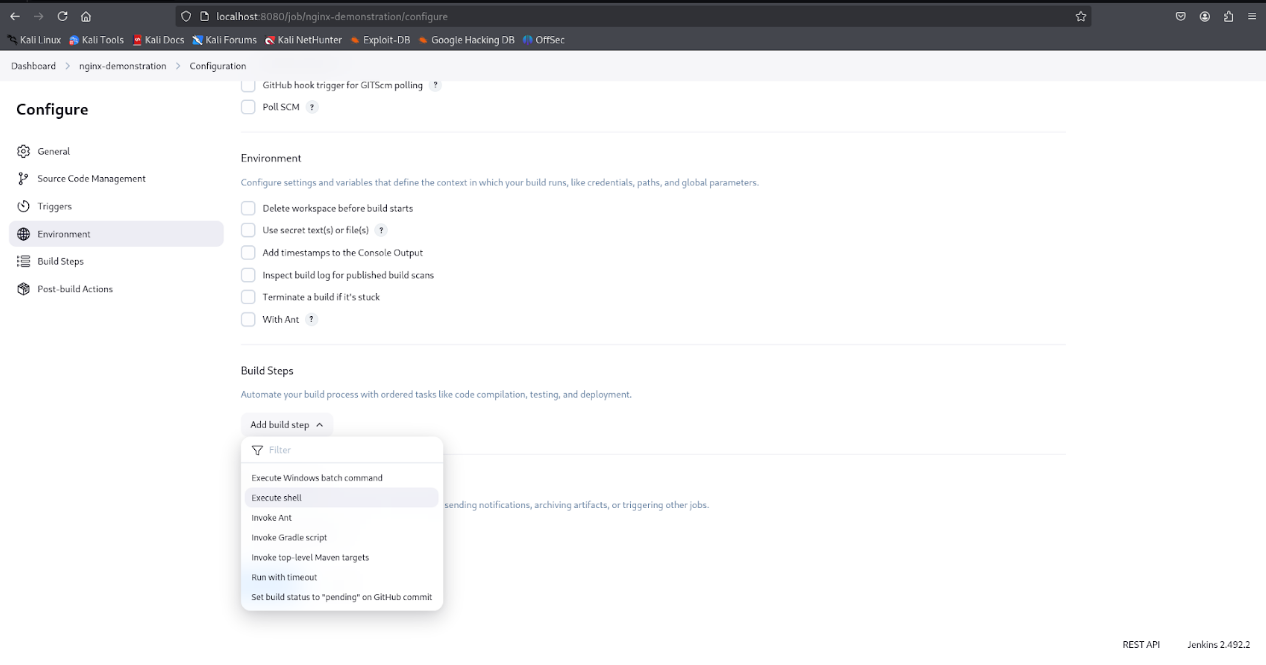 localhost:8080/job/nginx-demonstration/configure
Kali Linux Kali Tools Kali Docs Kali Forums Kali NetHunter Exploit-DB Google Hacking DB OffSec
Dashboard > nginx-demonstration > Configuration
Configure
General
Source Code Management
Triggers
Environment
Build Steps
Post-build Actions
GitHub hook trigger for GITScm polling ?
Poll SCM ?
Environment
Configure settings and variables that define the context in which your build runs, like credentials, paths, and global parameters.
Delete workspace before build starts
Use secret text(s) or file(s) ?
Add timestamps to the Console Output
Inspect build log for published build scans
Terminate a build if it's stuck
With Ant ?
Build Steps
Automate your build process with ordered tasks like code compilation, testing, and deployment.
Add build step
Filter
Execute Windows batch command
Execute shell
sending notifications, archiving artifacts, or triggering other jobs.
Invoke Ant
Invoke Gradle script
Invoke top-level Maven targets
Run with timeout
Set build status to "pending" on GitHub commit
REST API Jenkins 2.492.2